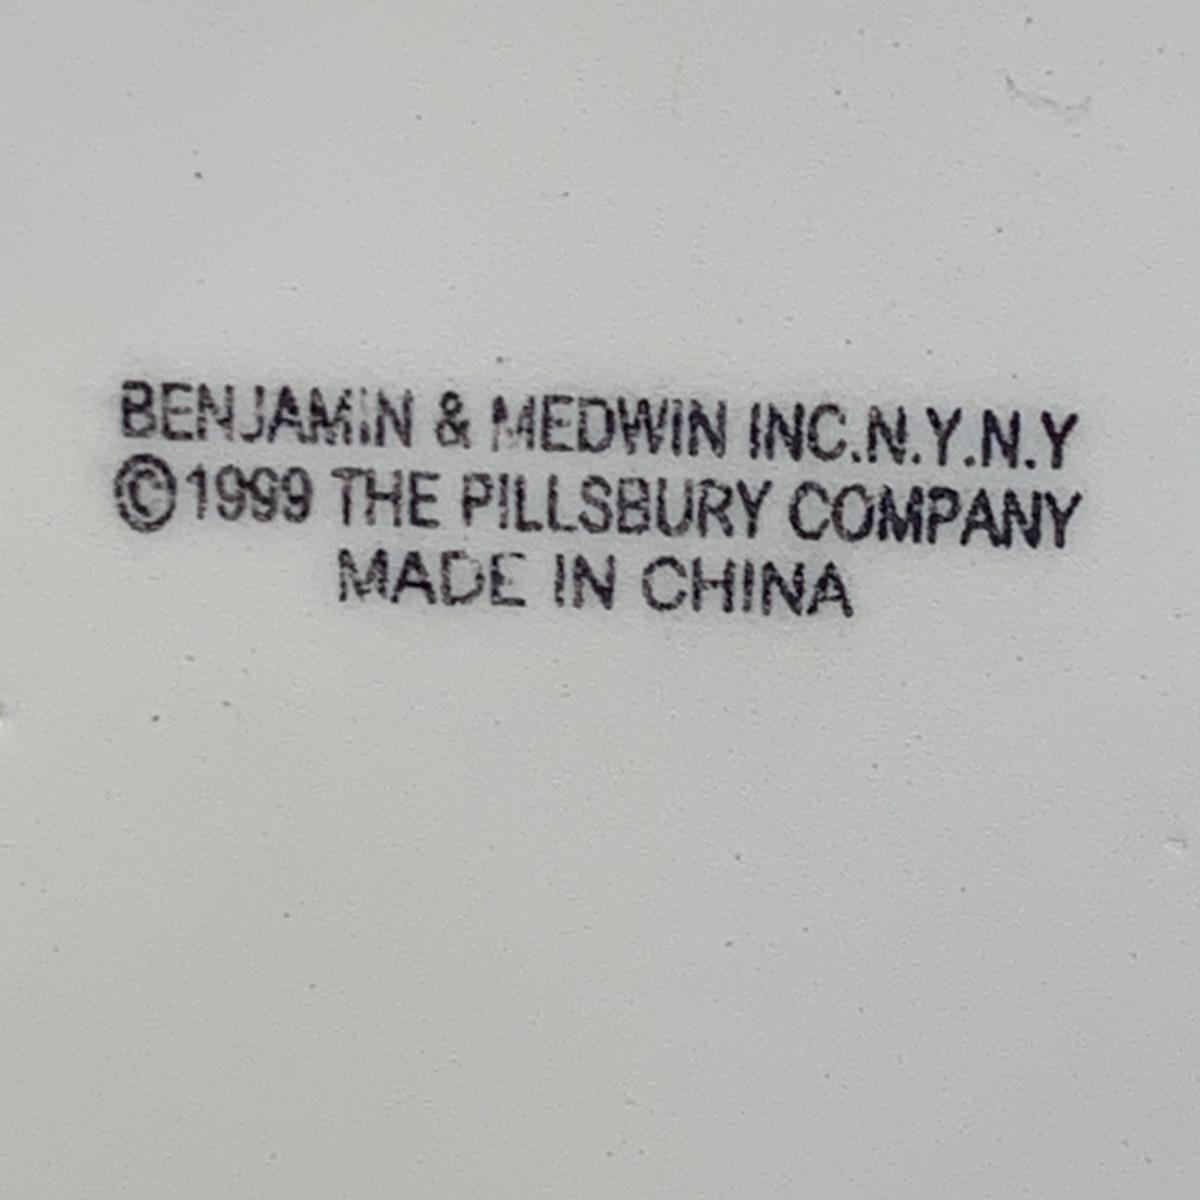 BENJAMIN & MEDWIN INC.N.Y.N.Y
©1999 THE PILLSBURY COMPANY
MADE IN CHINA